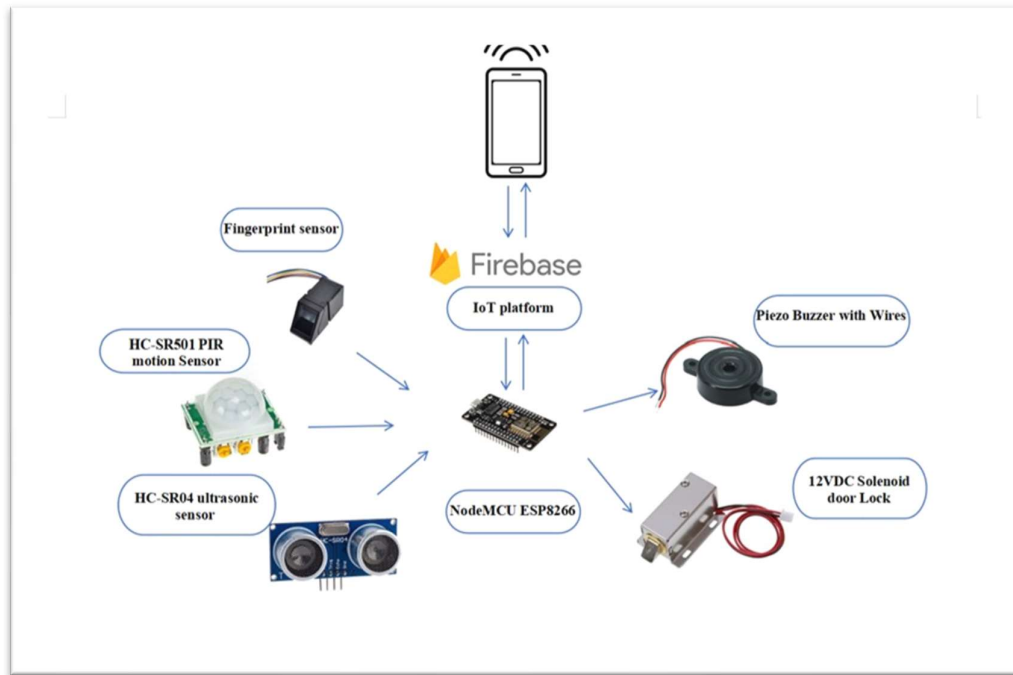 Fingerprint sensor
Firebase
IoT platform
Piezo Buzzer with Wires
HC-SR501 PIR
motion Sensor
HC-SR04 ultrasonic
sensor
NodeMCU ESP8266
12VDC Solenoid
door Lock
HC-SR04